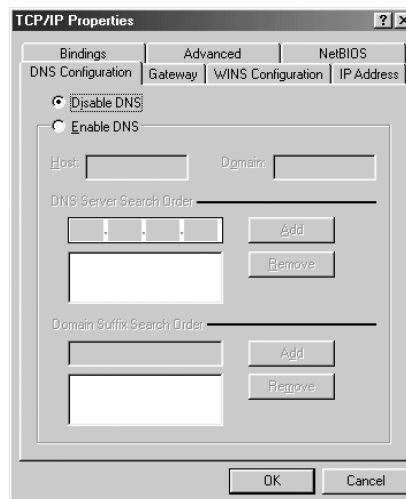 TCP/IP Properties
Bindings Advanced NetBIOS
DNS Configuration Gateway WINS Configuration IP Address
Disable DNS
Enable DNS
Host: Domain:
DNS Server Search Order
Add
Remove
Domain Suffix Search Order
Add
Remove
OK Cancel